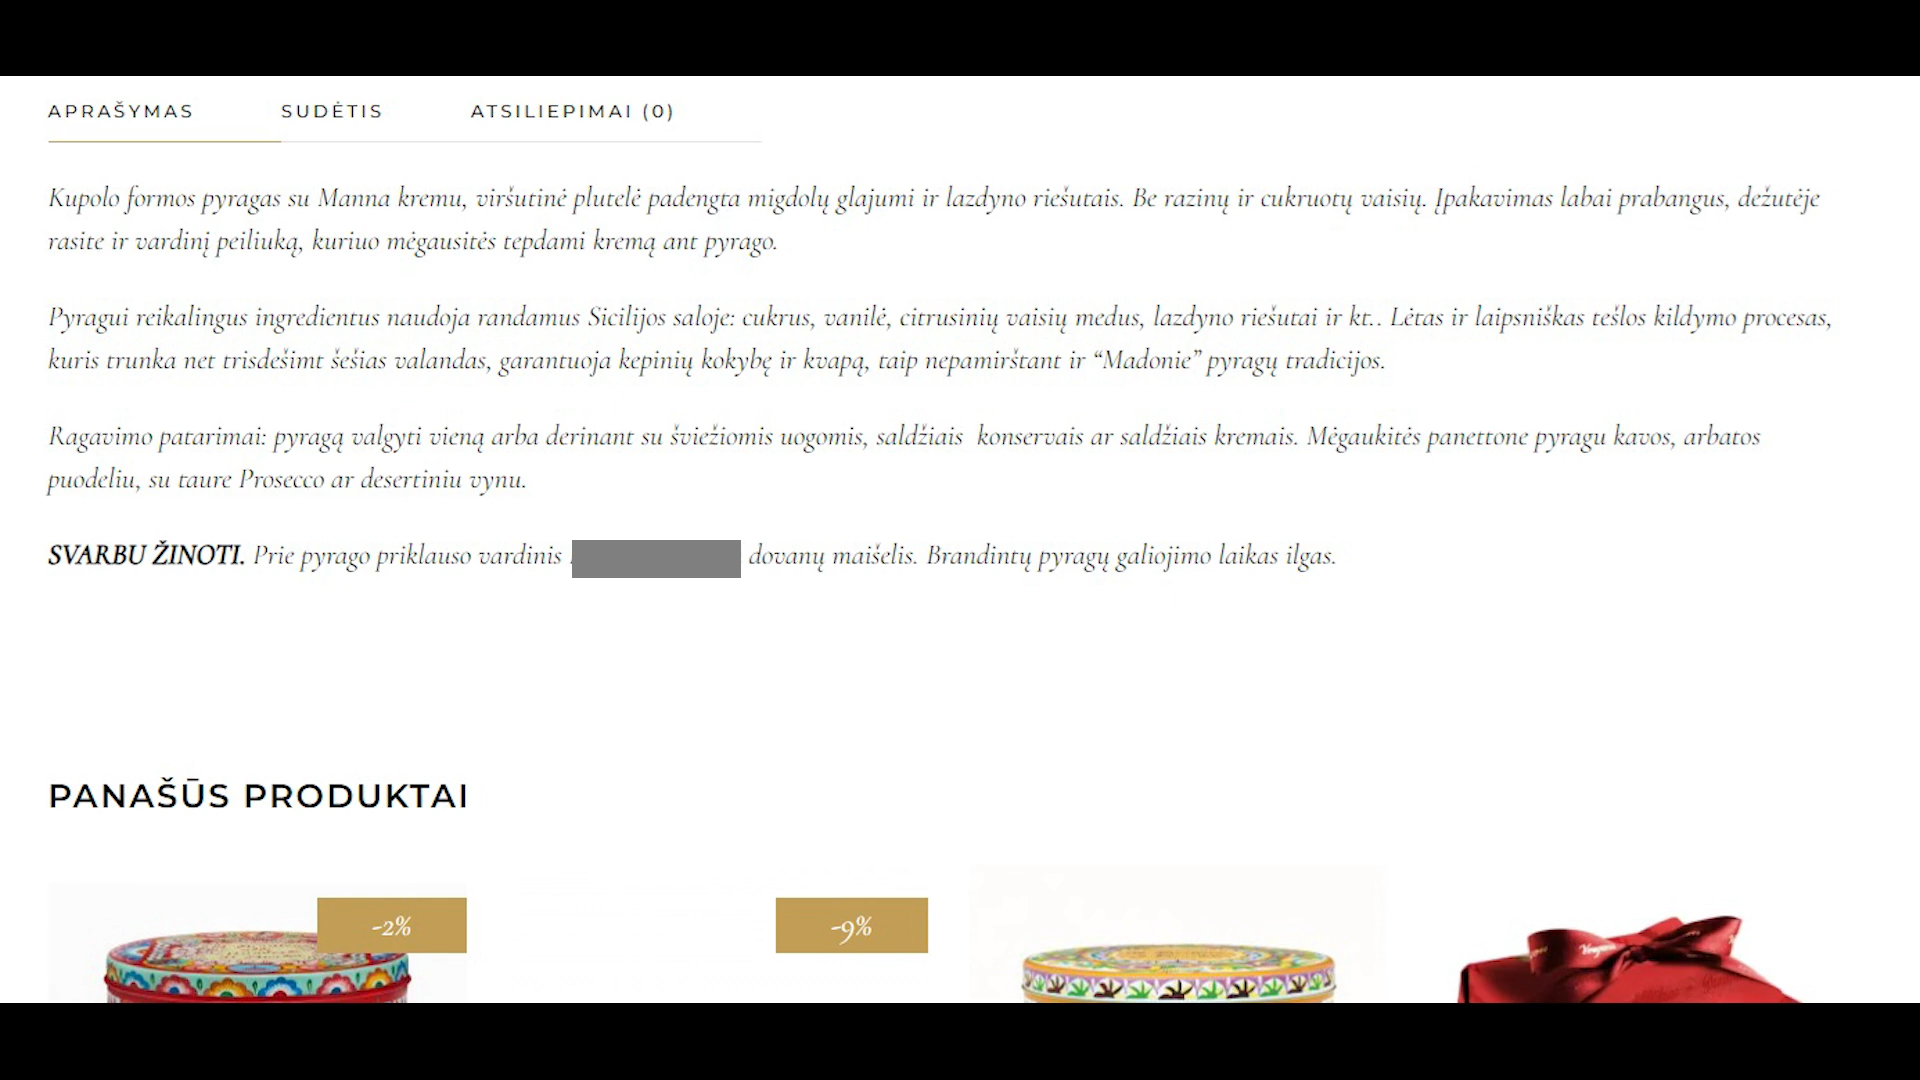 APRAŠYMAS SUDĖTIS ATSILIEPIMAI (0)
Kupolo formos pyragas su Manna kremu, viršutinė plutelė padengta migdolų glajumi ir lazdyno riešutais. Be razinų ir cukruotų vaisių. Įpakavimas labai prabangus, dežutėje
rasite ir vardinį peiliuką, kuriuo mėgausitės tepdami kremą ant pyrago.
Pyragui reikalingus ingredientus naudoja randamus Sicilijos saloje: cukrus, vanilė, citrusinių vaisių medus, lazdyno riešutai ir kt.. Lėtas ir laipsniškas tešlos kildymo procesas,
kuris trunka net trisdešimt šešias valandas, garantuoja kepinių kokybę ir kvapą, taip nepamirštant ir “Madonie” pyragų tradicijos.
Ragavimo patarimai: pyragą valgyti vieną arba derinant su šviežiomis uogomis, saldžiais konservais ar saldžiais kremais. Mėgaukitės panettone pyragu kavos, arbatos
puodeliu, su taure Prosecco ar desertiniu vynu.
SVARBU ŽINOTI. Prie pyrago priklauso vardinis dovanų maišelis. Brandintų pyragų galiojimo laikas ilgas.
PANAŠŪS PRODUKTAI
-2% -9%